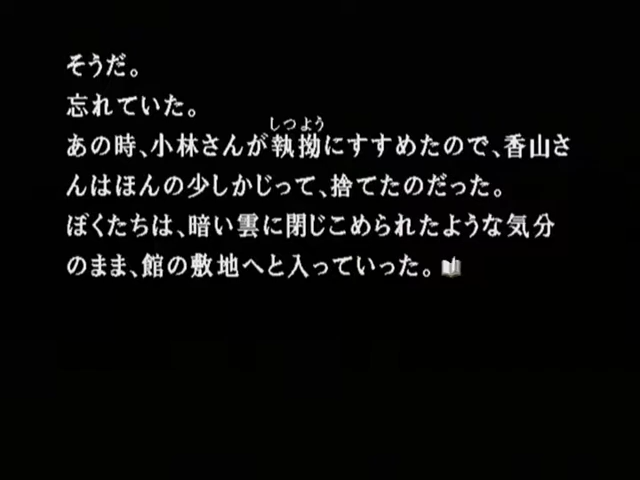 そうだ。
忘れていた。
しつよう
あの時、小林さんが執拗にすすめたので、香山さ
んはほんの少しかじって、捨てたのだった。
ぼくたちは、暗い雲に閉じこめられたような気分
のまま、館の敷地へと入っていった。